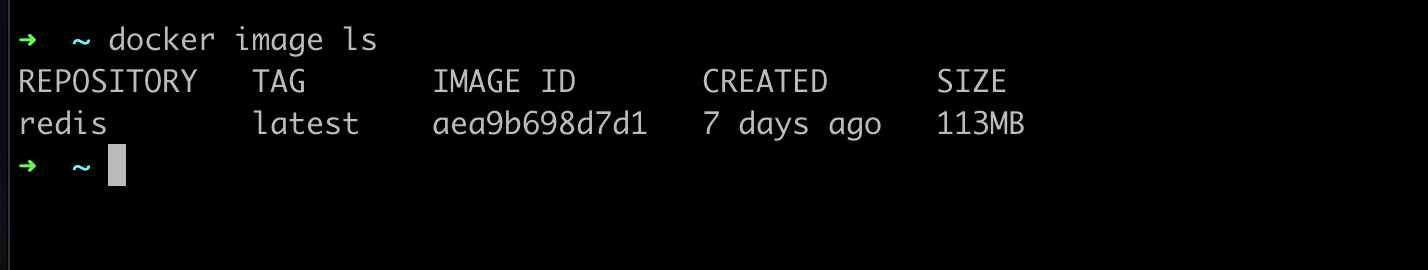 ➜ ~ docker image ls
REPOSITORY TAG IMAGE ID CREATED SIZE
redis latest aea9b698d7d1 7 days ago 113MB
➜ ~